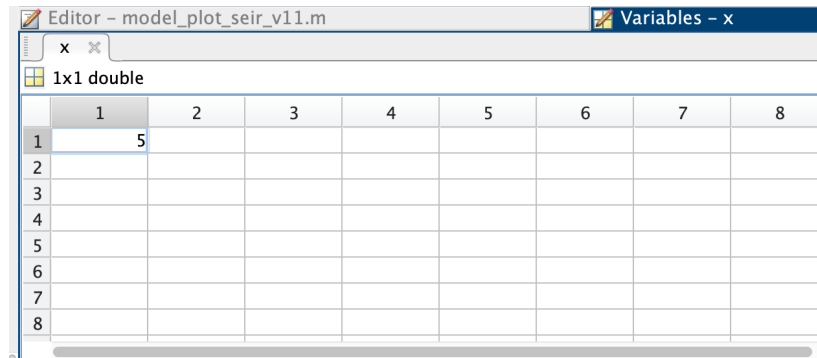 Editor – model_plot_seir_v11.m Variables – x
x
1x1 double
1 2 3 4 5 6 7 8
1 5
2
3
4
5
6
7
8